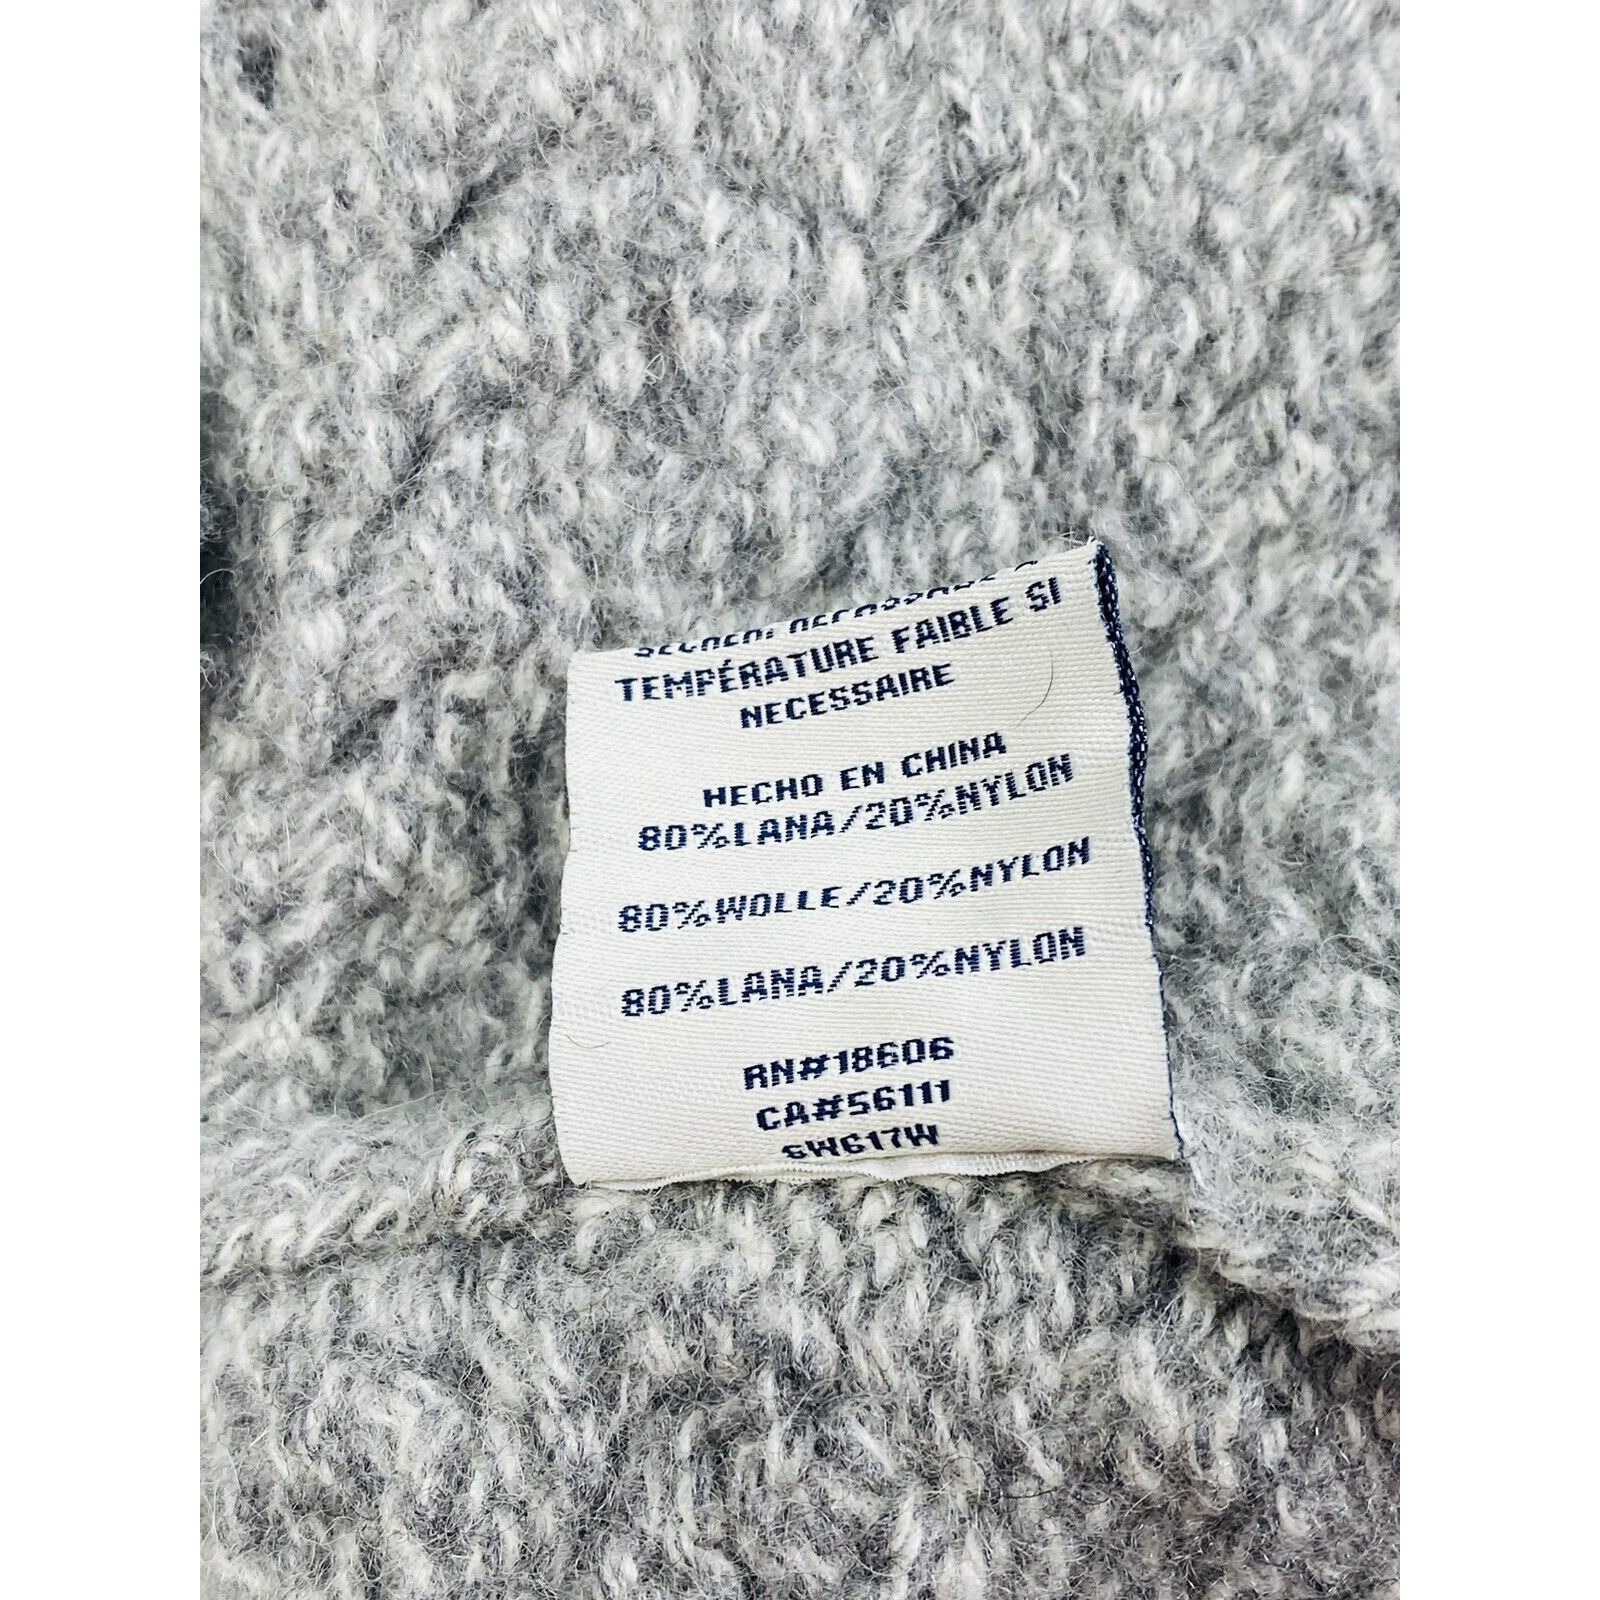 TEMPÉRATURE FAIBLE SI
NECESSAIRE
HECHO EN CHINA
80%LANA/20%NYLON
80%WOLLE/20%NYLON
80%LANA/20%NYLON
RN#18606
CA#56111